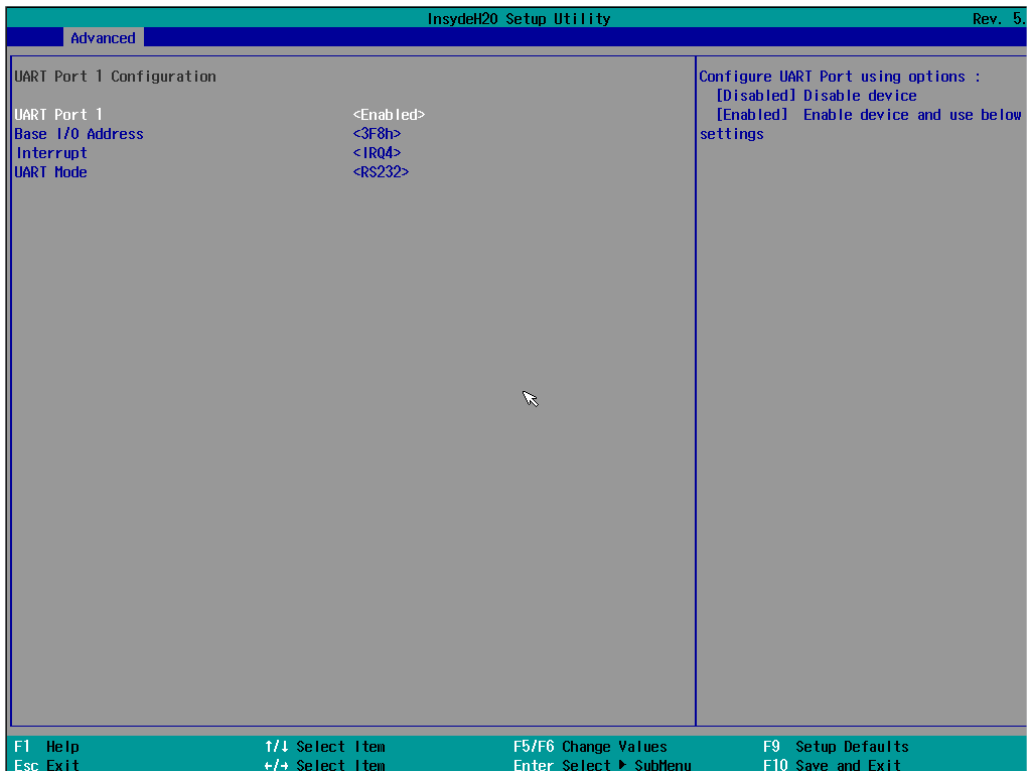 InsydeH2O Setup Utility Rev. 5.
Advanced
UART Port 1 Configuration
UART Port 1 <Enabled>
Base I/O Address <3F8h>
Interrupt <IRQ4>
UART Mode <RS232>
Configure UART Port using options :
[Disabled] Disable device
[Enabled] Enable device and use below
settings
F1 Help ↑/↓ Select Item F5/F6 Change Values F9 Setup Defaults
Esc Exit ←/→ Select Item Enter Select ▶ SubMenu F10 Save and Exit